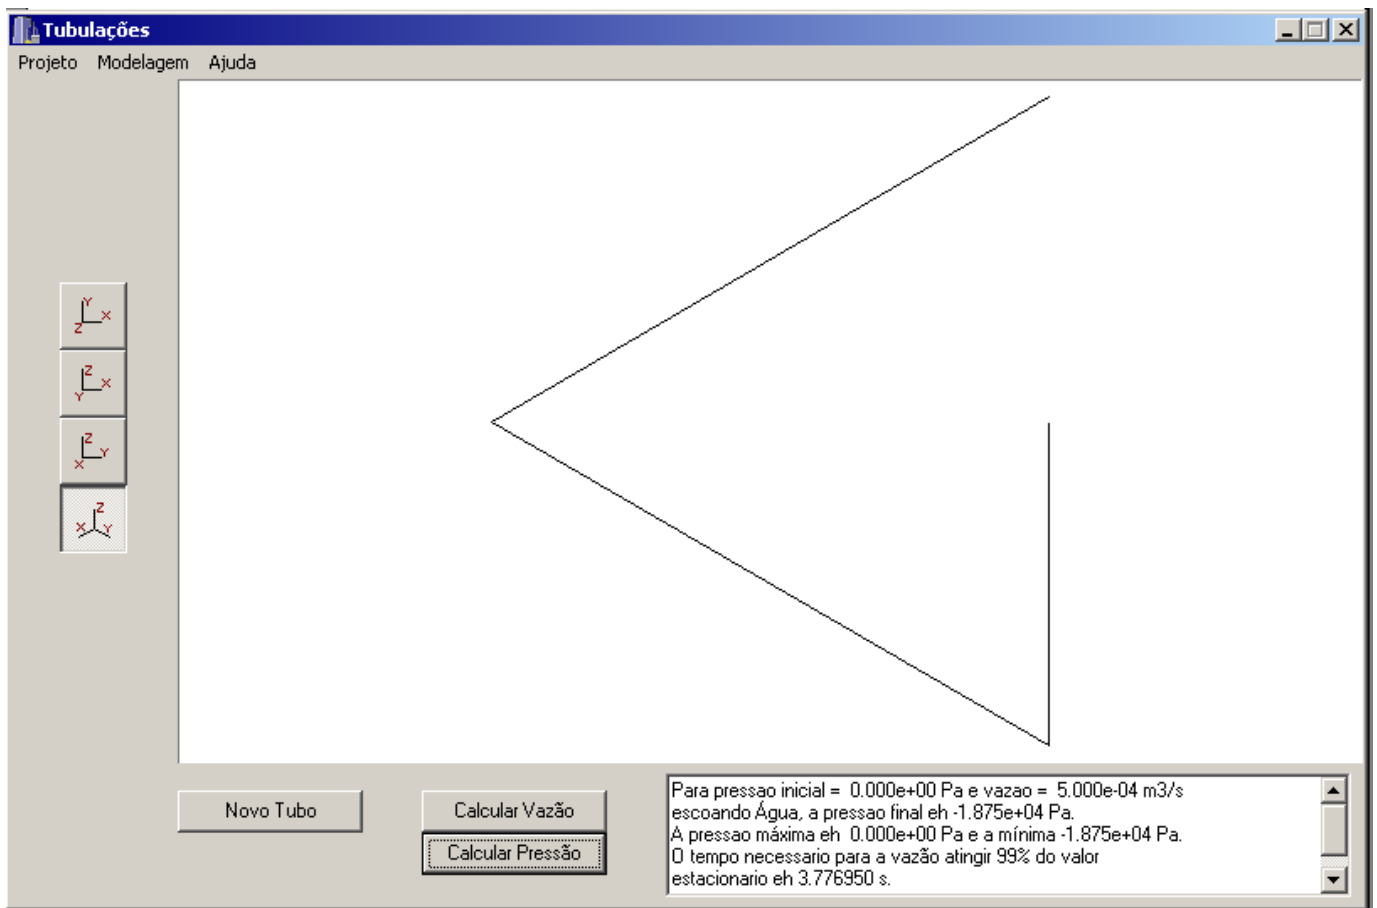 Tubulações
Projeto Modelagem Ajuda
Y
X
Z
Z
X
Y
Z
Y
X
Z
X
Y
Novo Tubo
Calcular Vazão
Calcular Pressão
Para pressao inicial = 0.000e+00 Pa e vazao = 5.000e-04 m3/s
escoando Água, a pressao final eh -1.875e+04 Pa.
A pressao máxima eh 0.000e+00 Pa e a mínima -1.875e+04 Pa.
O tempo necessario para a vazão atingir 99% do valor
estacionario eh 3.776950 s.